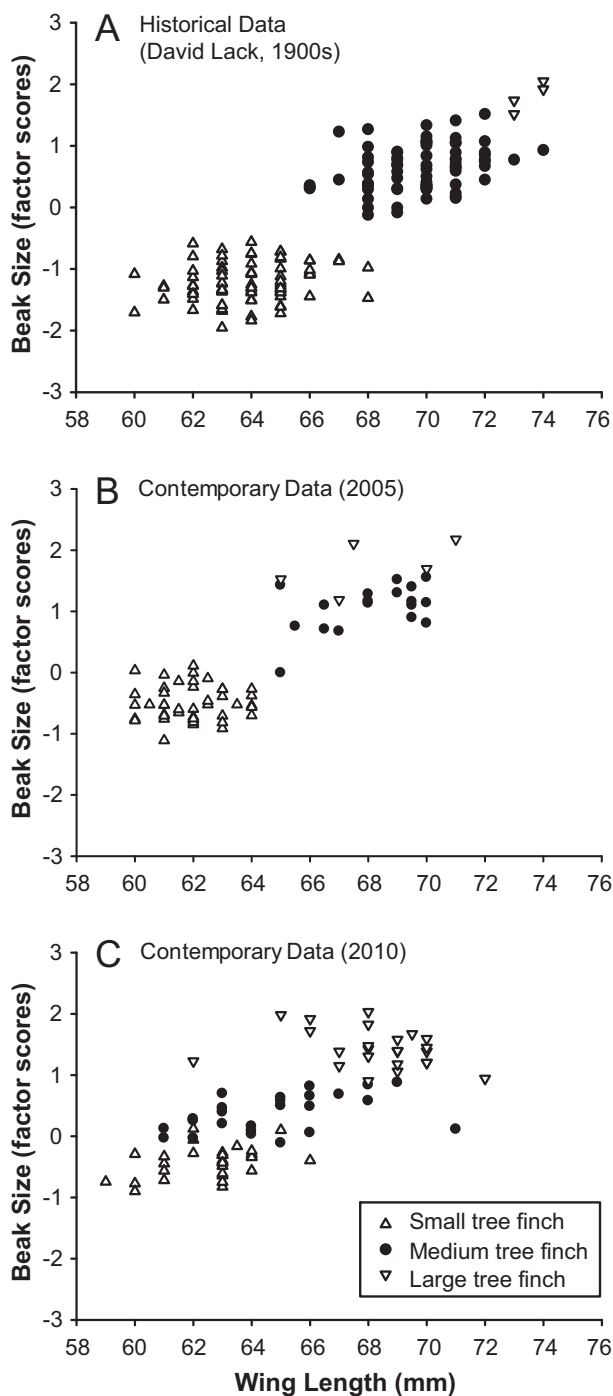 A Historical Data
(David Lack, 1900s)
Beak Size (factor scores)
3
2
1
0
-1
-2
-3
58 60 62 64 66 68 70 72 74 76
B Contemporary Data (2005)
Beak Size (factor scores)
3
2
1
0
-1
-2
-3
58 60 62 64 66 68 70 72 74 76
C Contemporary Data (2010)
Beak Size (factor scores)
3
2
1
0
-1
-2
-3
Small tree finch
Medium tree finch
Large tree finch
58 60 62 64 66 68 70 72 74 76
Wing Length (mm)